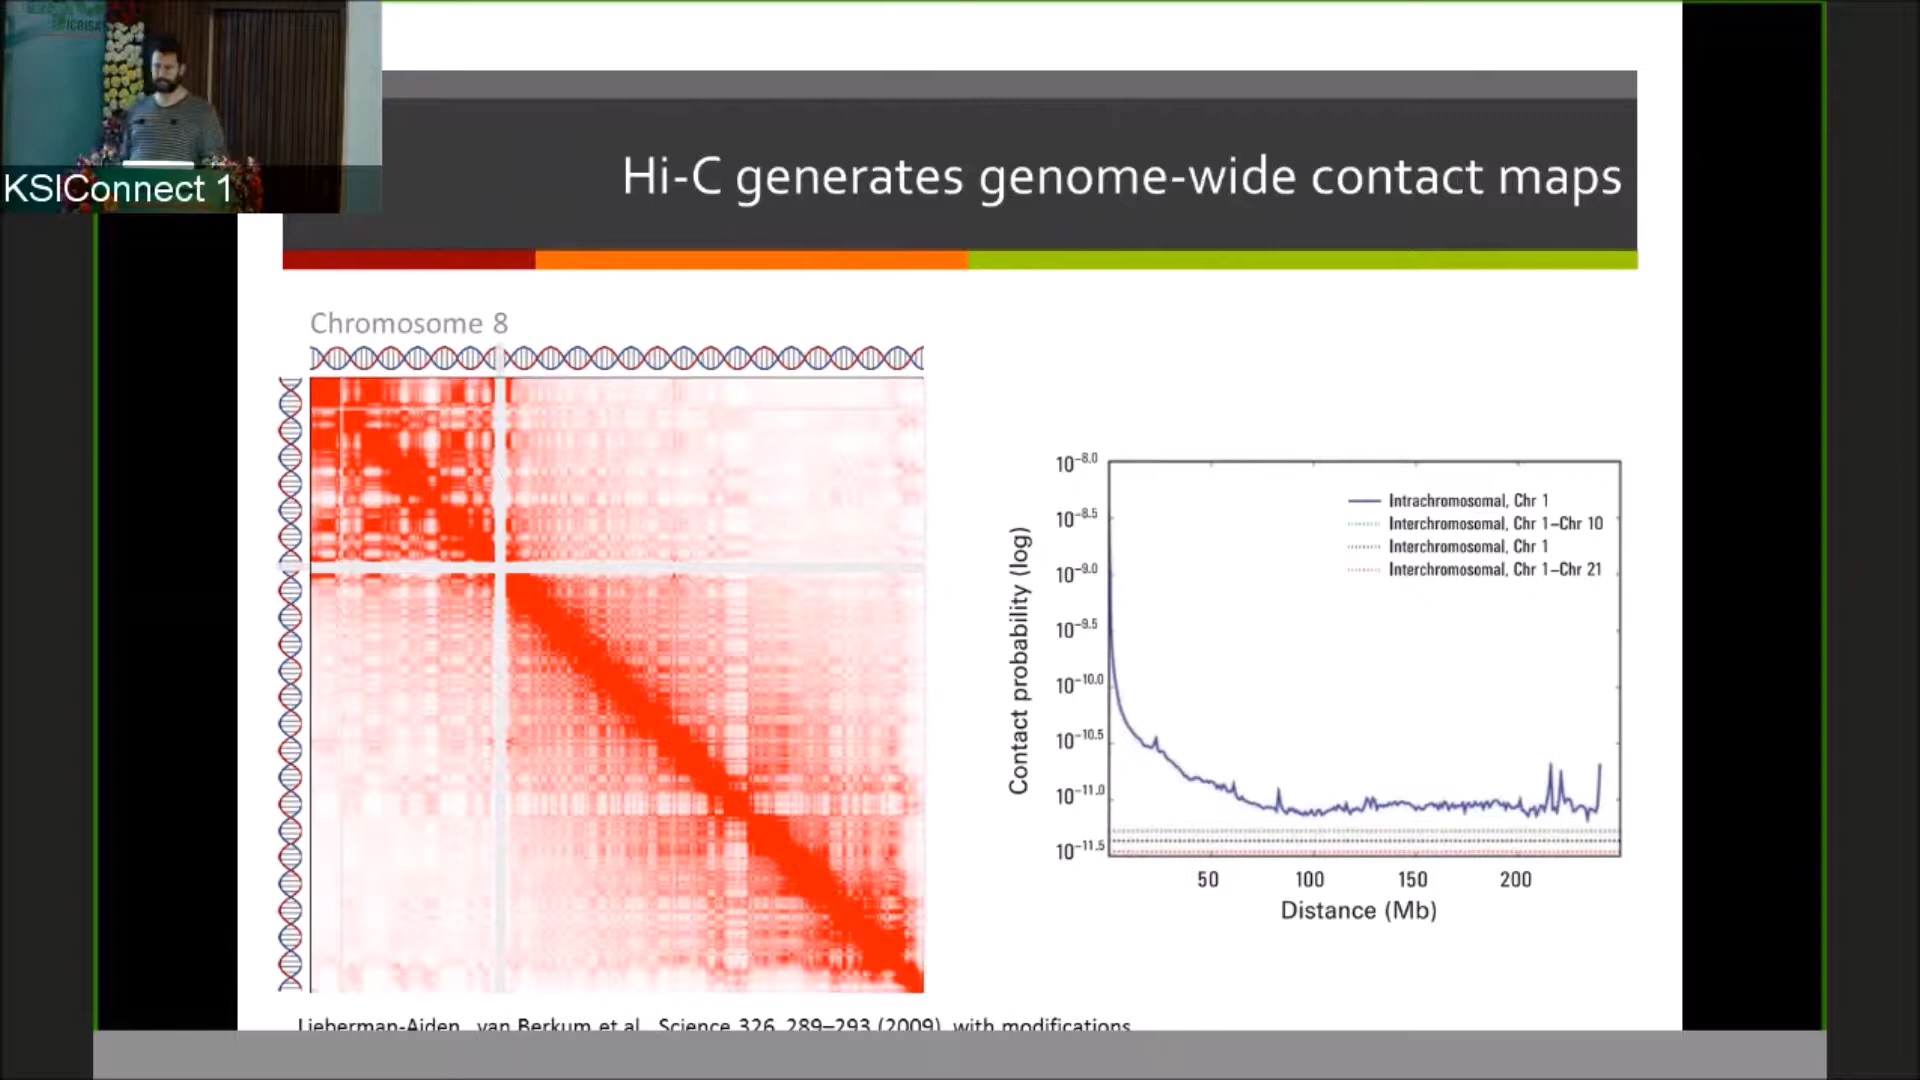 KSIConnect 1
Hi-C generates genome-wide contact maps
Chromosome 8
Contact probability (log)
10^-8.0
10^-8.5
10^-9.0
10^-9.5
10^-10.0
10^-10.5
10^-11.0
10^-11.5
Intrachromosomal, Chr 1
Interchromosomal, Chr 1–Chr 10
Interchromosomal, Chr 1
Interchromosomal, Chr 1–Chr 21
50 100 150 200
Distance (Mb)
Lieberman-Aiden, van Berkum et al., Science 326, 289–293 (2009), with modifications